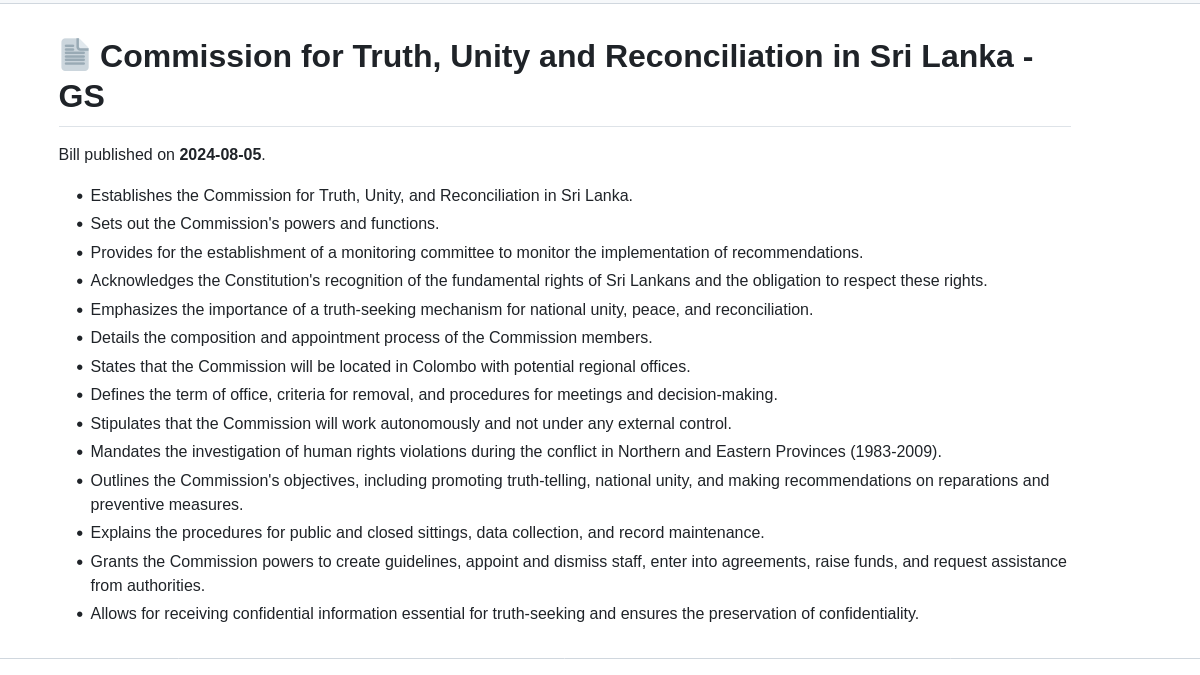 Commission for Truth, Unity and Reconciliation in Sri Lanka -
GS
Bill published on 2024-08-05.
• Establishes the Commission for Truth, Unity, and Reconciliation in Sri Lanka.
• Sets out the Commission's powers and functions.
• Provides for the establishment of a monitoring committee to monitor the implementation of recommendations.
• Acknowledges the Constitution's recognition of the fundamental rights of Sri Lankans and the obligation to respect these rights.
• Emphasizes the importance of a truth-seeking mechanism for national unity, peace, and reconciliation.
• Details the composition and appointment process of the Commission members.
• States that the Commission will be located in Colombo with potential regional offices.
• Defines the term of office, criteria for removal, and procedures for meetings and decision-making.
• Stipulates that the Commission will work autonomously and not under any external control.
• Mandates the investigation of human rights violations during the conflict in Northern and Eastern Provinces (1983-2009).
• Outlines the Commission's objectives, including promoting truth-telling, national unity, and making recommendations on reparations and
preventive measures.
• Explains the procedures for public and closed sittings, data collection, and record maintenance.
• Grants the Commission powers to create guidelines, appoint and dismiss staff, enter into agreements, raise funds, and request assistance
from authorities.
• Allows for receiving confidential information essential for truth-seeking and ensures the preservation of confidentiality.